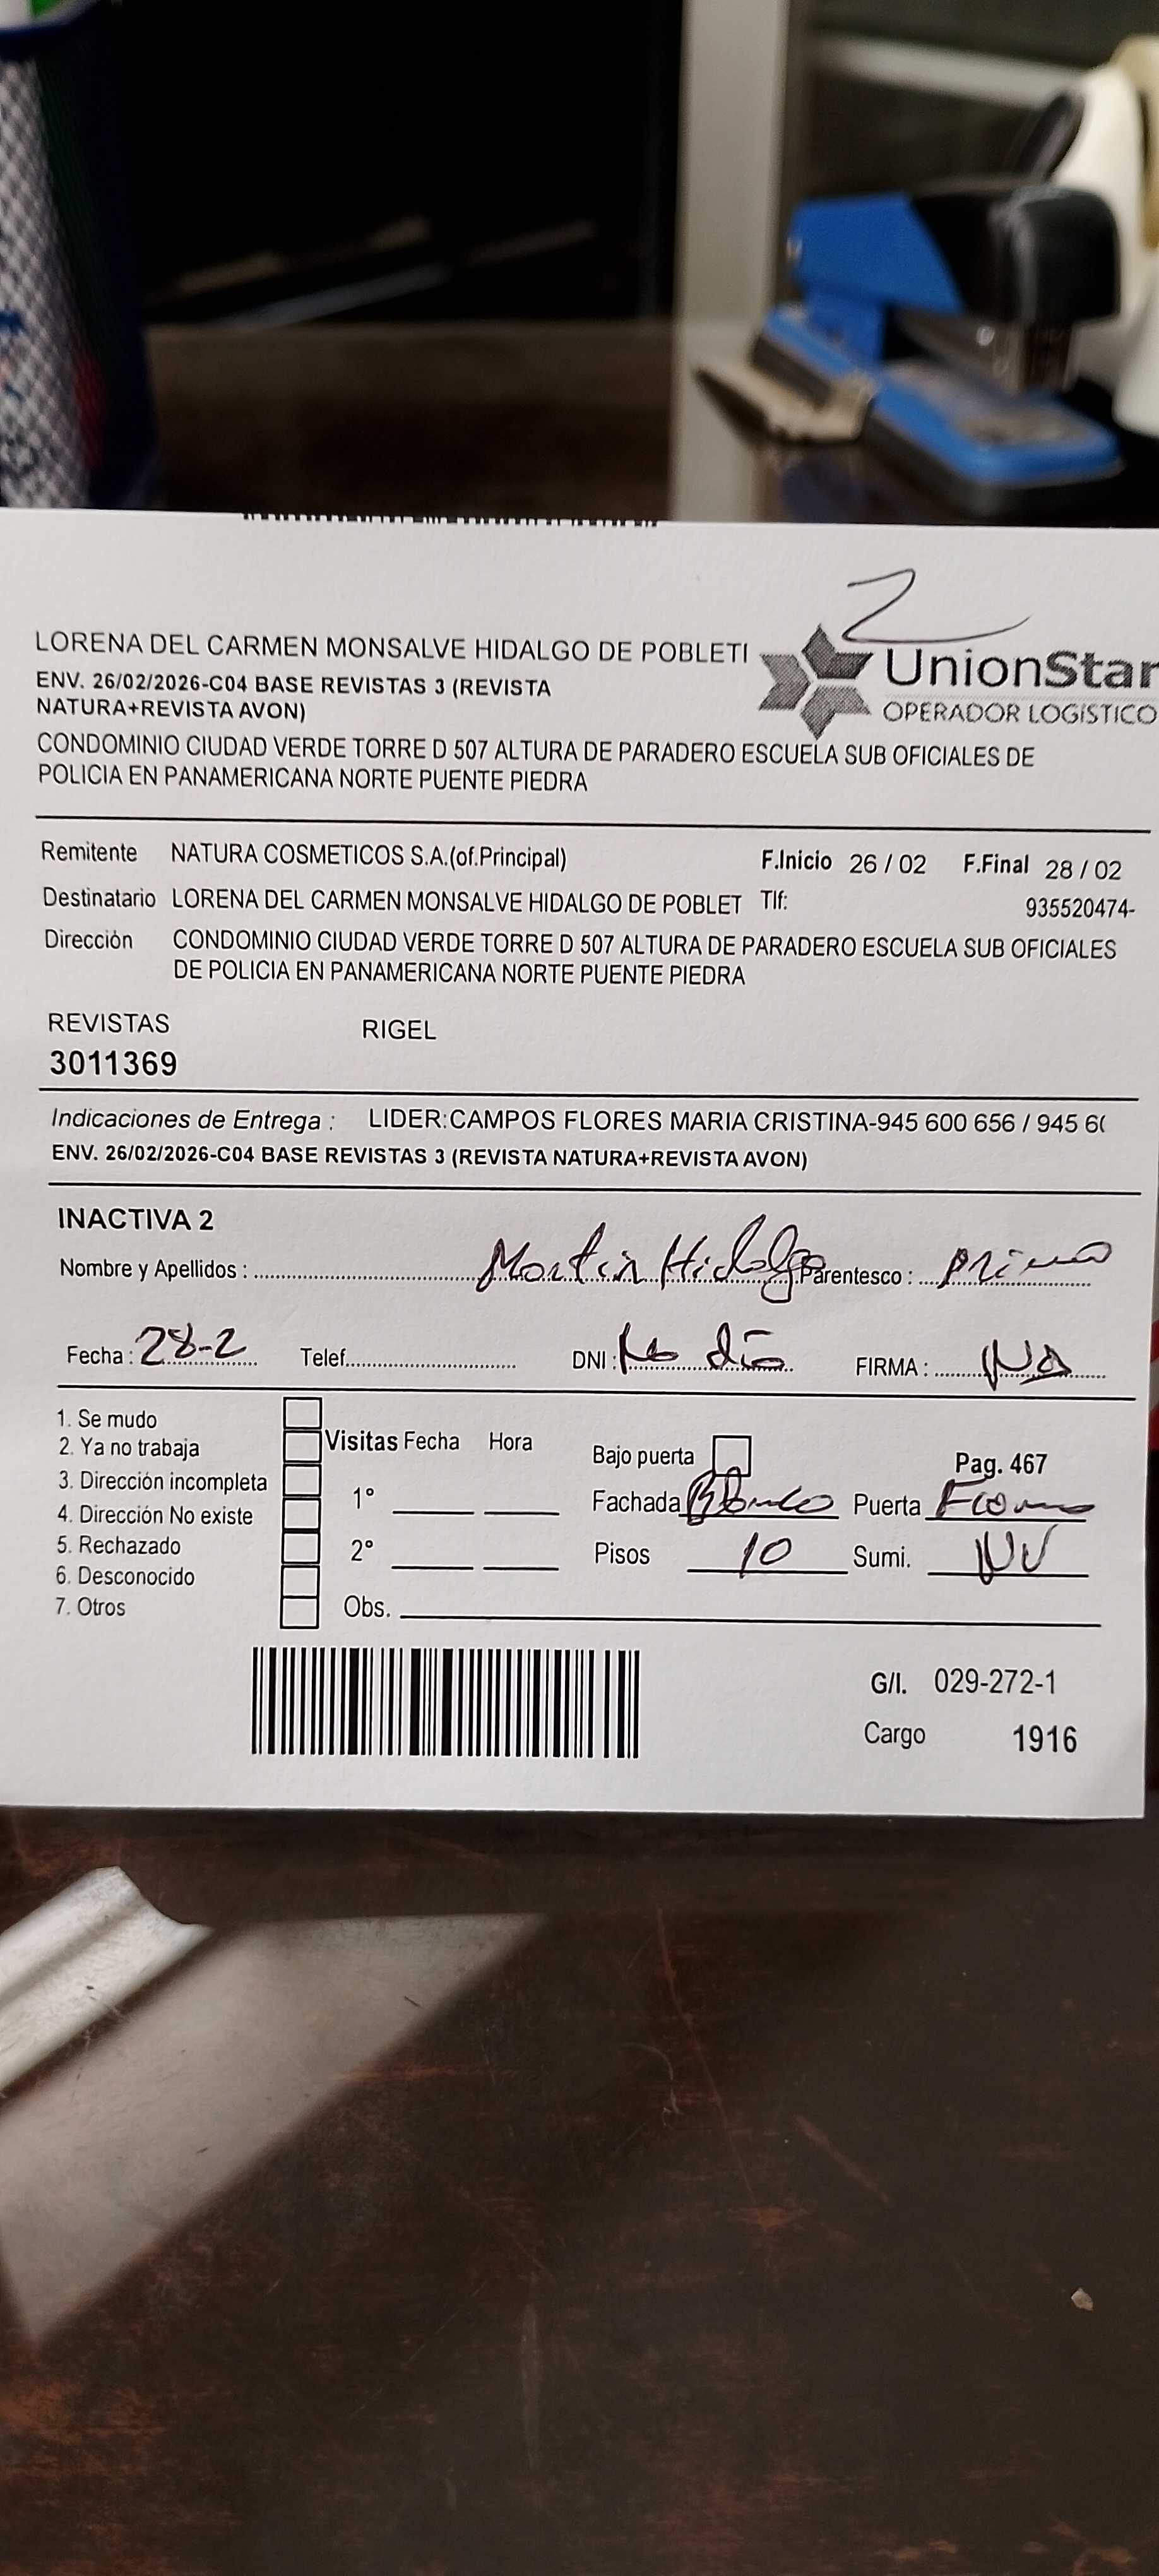 2
LORENA DEL CARMEN MONSALVE HIDALGO DE POBLETI
UnionStar
OPERADOR LOGÍSTICO
ENV. 26/02/2026-C04 BASE REVISTAS 3 (REVISTA
NATURA+REVISTA AVON)
CONDOMINIO CIUDAD VERDE TORRE D 507 ALTURA DE PARADERO ESCUELA SUB OFICIALES DE
POLICIA EN PANAMERICANA NORTE PUENTE PIEDRA
Remitente NATURA COSMETICOS S.A.(of.Principal) F.Inicio 26 / 02 F.Final 28 / 02
Destinatario LORENA DEL CARMEN MONSALVE HIDALGO DE POBLET Tlf: 935520474-
Dirección CONDOMINIO CIUDAD VERDE TORRE D 507 ALTURA DE PARADERO ESCUELA SUB OFICIALES
DE POLICIA EN PANAMERICANA NORTE PUENTE PIEDRA
REVISTAS RIGEL
3011369
Indicaciones de Entrega : LIDER:CAMPOS FLORES MARIA CRISTINA-945 600 656 / 945 6(
ENV. 26/02/2026-C04 BASE REVISTAS 3 (REVISTA NATURA+REVISTA AVON)
INACTIVA 2
Nombre y Apellidos : Martin Hidalgo Parentesco : primo
Fecha : 28-2 Telef. DNI : No dio FIRMA :
1. Se mudo
2. Ya no trabaja
3. Dirección incompleta
4. Dirección No existe
5. Rechazado
6. Desconocido
7. Otros
Visitas Fecha Hora
1°
2°
Obs.
Bajo puerta Pag. 467
Fachada Blanco Puerta
Pisos 10 Sumi. NV
G/I. 029-272-1
Cargo 1916